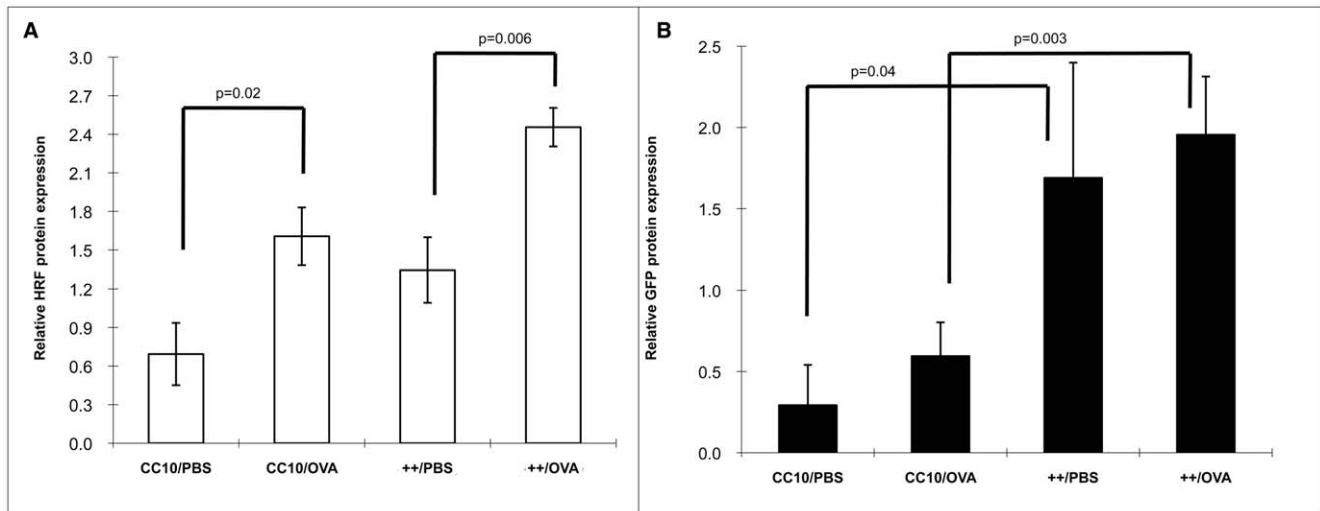 A
Relative HRF protein expression
3.0
2.7
2.4
2.1
1.8
1.5
1.2
0.9
0.6
0.3
0.0
p=0.02
p=0.006
CC10/PBS CC10/OVA ++/PBS ++/OVA
B
Relative GFP protein expression
2.5
2.0
1.5
1.0
0.5
0.0
p=0.04
p=0.003
CC10/PBS CC10/OVA ++/PBS ++/OVA